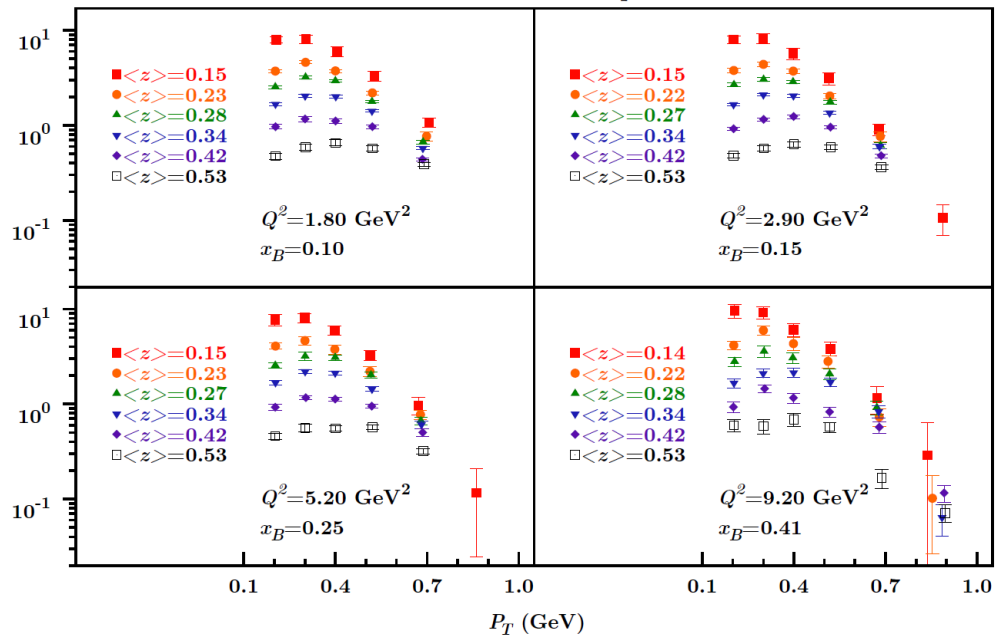 10^1
10^0
10^{-1}
<z>=0.15
<z>=0.23
<z>=0.28
<z>=0.34
<z>=0.42
<z>=0.53
Q^2=1.80 GeV^2
x_B=0.10
<z>=0.15
<z>=0.22
<z>=0.27
<z>=0.34
<z>=0.42
<z>=0.53
Q^2=2.90 GeV^2
x_B=0.15
10^1
10^0
10^{-1}
<z>=0.15
<z>=0.23
<z>=0.27
<z>=0.34
<z>=0.42
<z>=0.53
Q^2=5.20 GeV^2
x_B=0.25
<z>=0.14
<z>=0.22
<z>=0.28
<z>=0.34
<z>=0.42
<z>=0.53
Q^2=9.20 GeV^2
x_B=0.41
0.1 0.4 0.7 1.0 0.1 0.4 0.7 1.0
P_T (GeV)